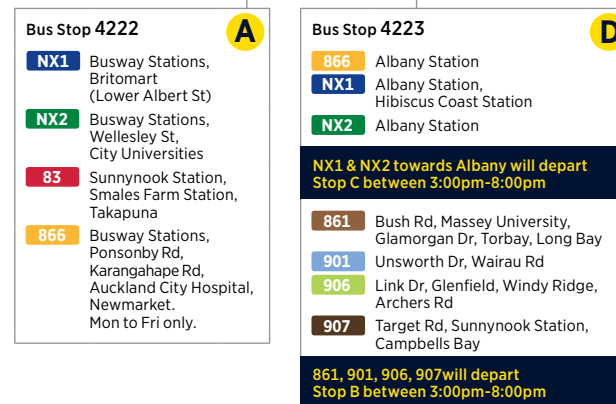 Bus Stop 4222
A
NX1 Busway Stations,
Britomart
(Lower Albert St)
NX2 Busway Stations,
Wellesley St,
City Universities
83 Sunnynook Station,
Smales Farm Station,
Takapuna
866 Busway Stations,
Ponsonby Rd,
Karangahape Rd,
Auckland City Hospital,
Newmarket.
Mon to Fri only.
Bus Stop 4223
D
866 Albany Station
NX1 Albany Station,
Hibiscus Coast Station
NX2 Albany Station
NX1 & NX2 towards Albany will depart
Stop C between 3:00pm-8:00pm
861 Bush Rd, Massey University,
Glamorgan Dr, Torbay, Long Bay
901 Unsworth Dr, Wairau Rd
906 Link Dr, Glenfield, Windy Ridge,
Archers Rd
907 Target Rd, Sunnynook Station,
Campbells Bay
861, 901, 906, 907will depart
Stop B between 3:00pm-8:00pm